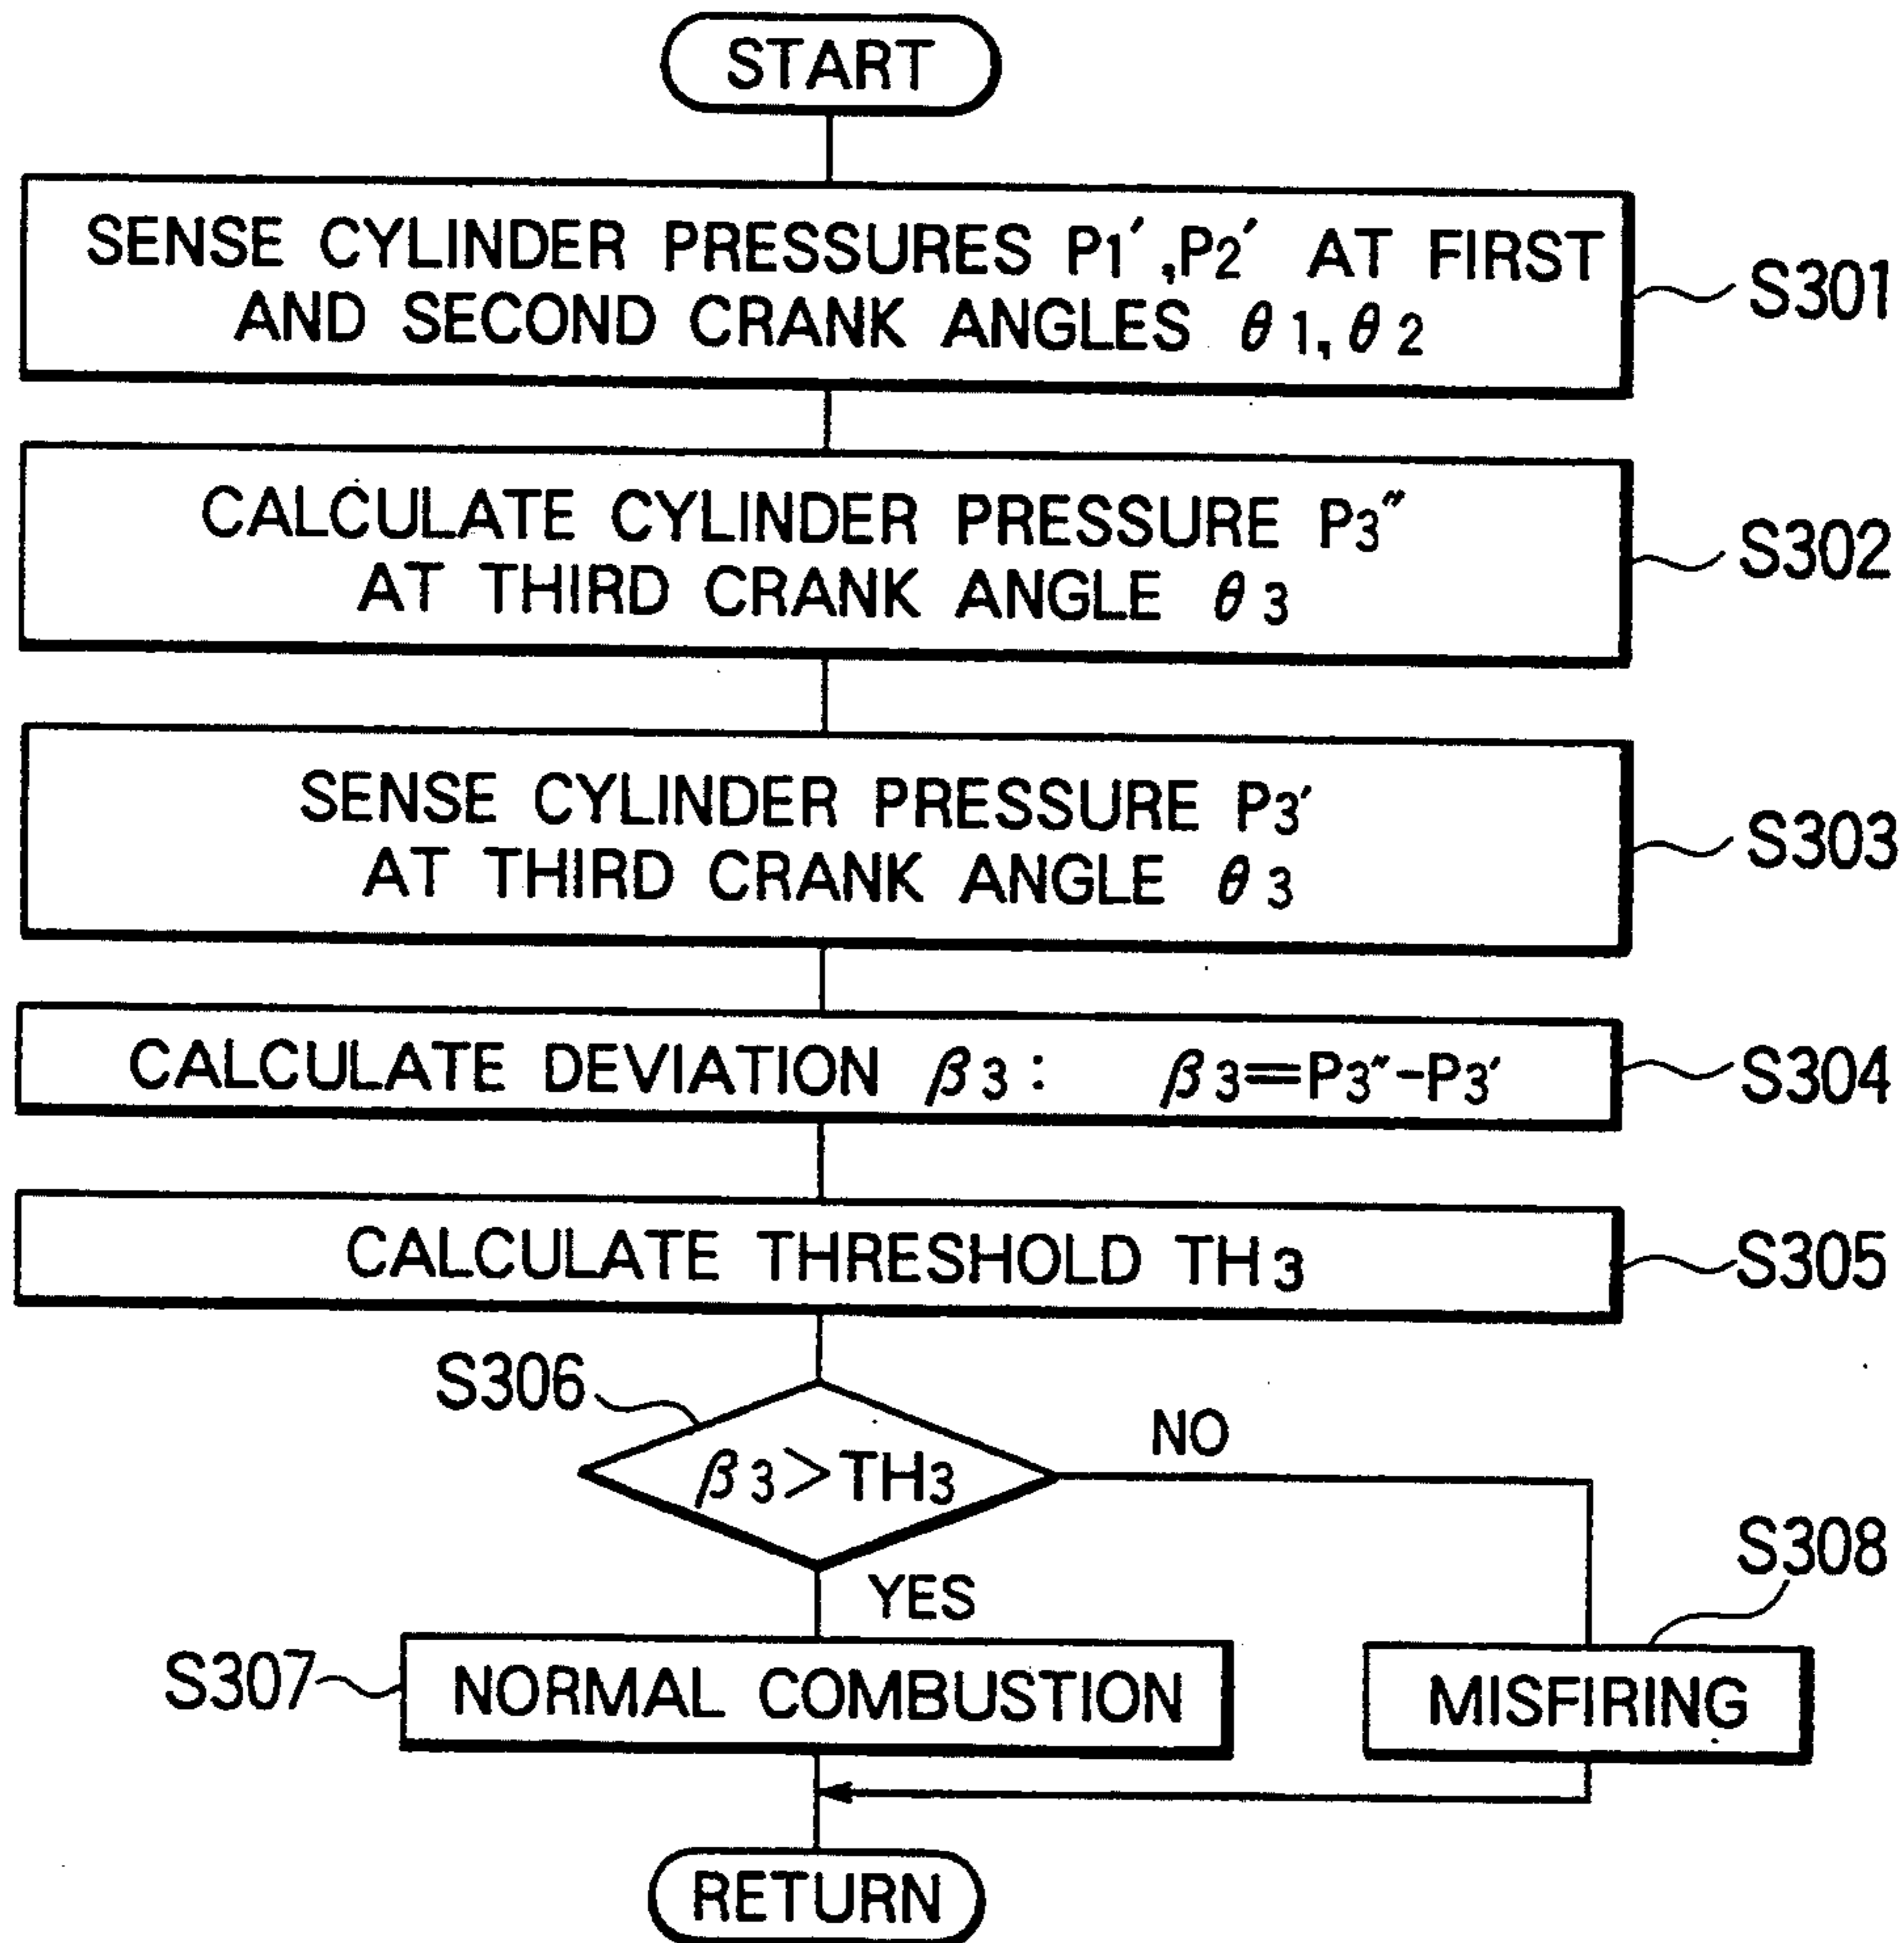 START
SENSE CYLINDER PRESSURES P1′,P2′ AT FIRST
AND SECOND CRANK ANGLES θ1,θ2
S301
CALCULATE CYLINDER PRESSURE P3″
AT THIRD CRANK ANGLE θ3
S302
SENSE CYLINDER PRESSURE P3′
AT THIRD CRANK ANGLE θ3
S303
CALCULATE DEVIATION β3: β3=P3″-P3′
S304
CALCULATE THRESHOLD TH3
S305
S306
β3>TH3
NO
YES
S308
S307
NORMAL COMBUSTION
MISFIRING
RETURN